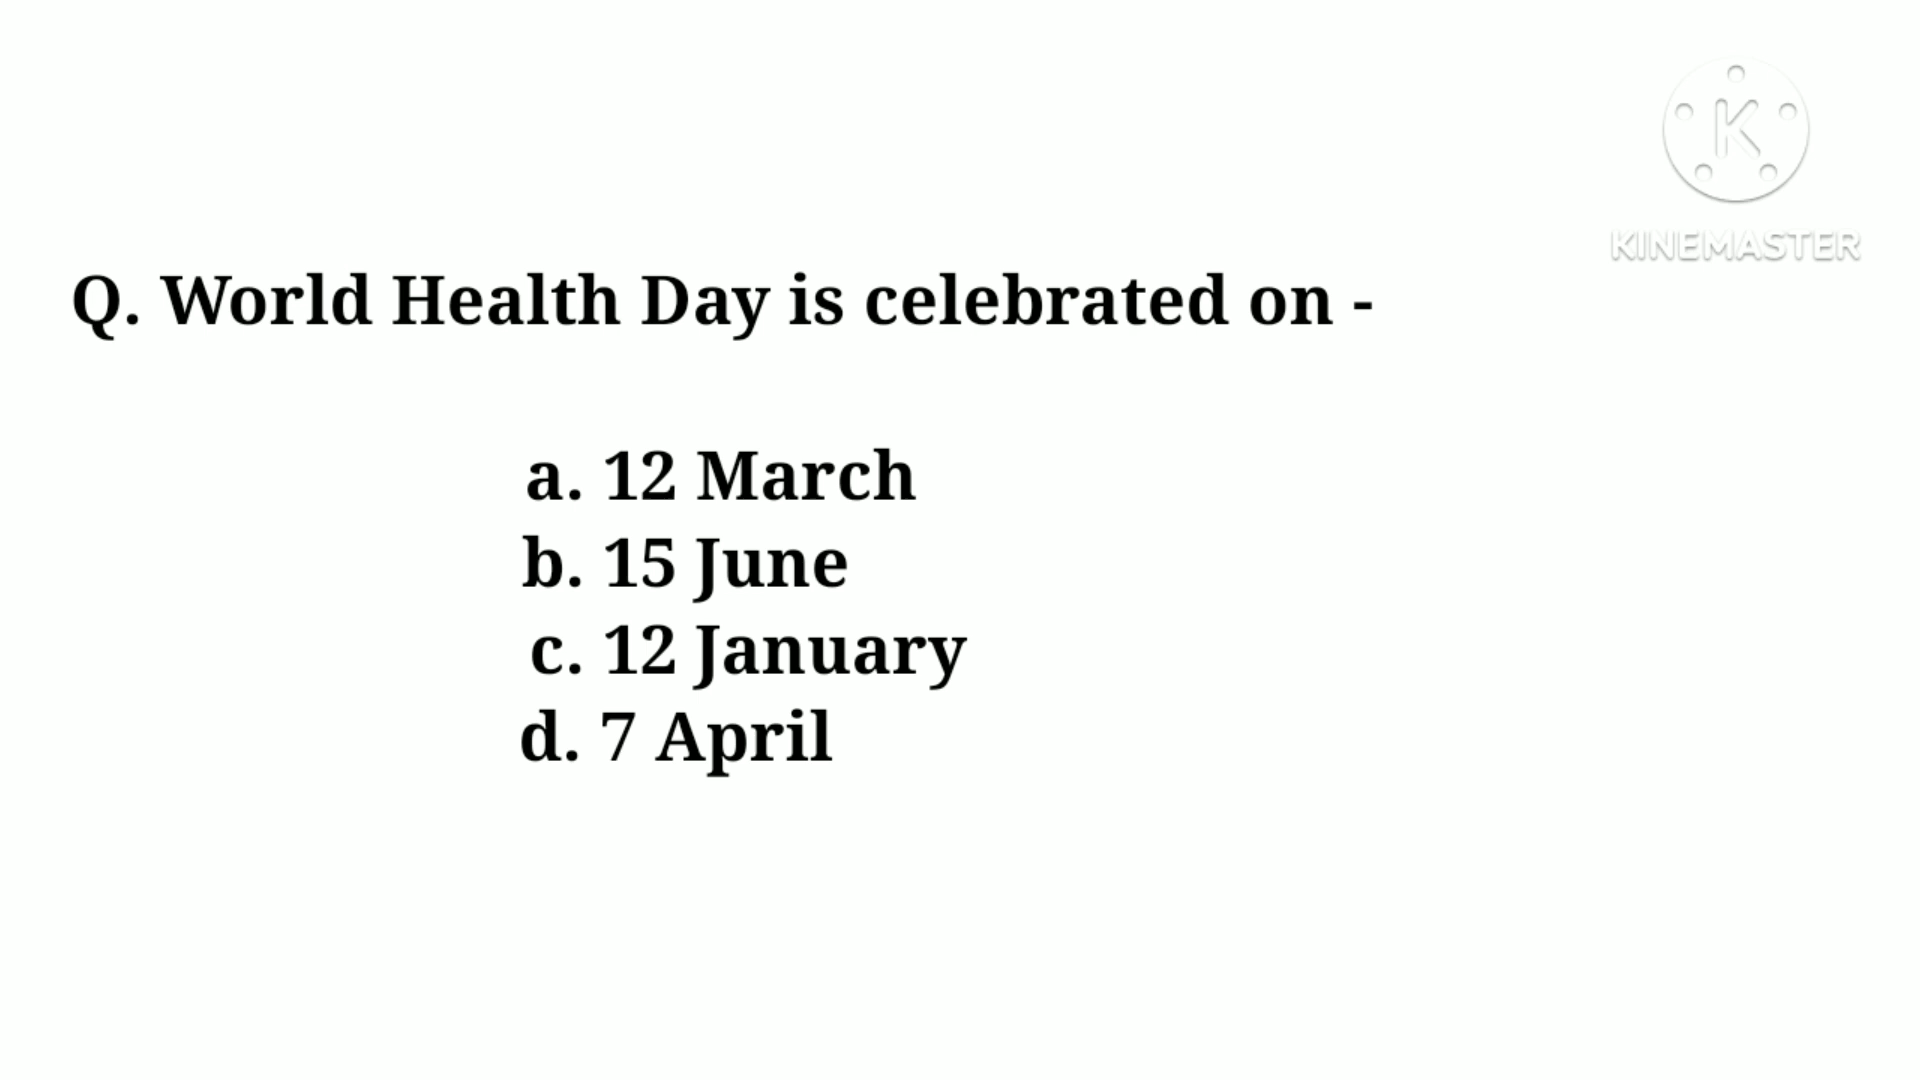 KINEMASTER
Q. World Health Day is celebrated on -
a. 12 March
b. 15 June
c. 12 January
d. 7 April